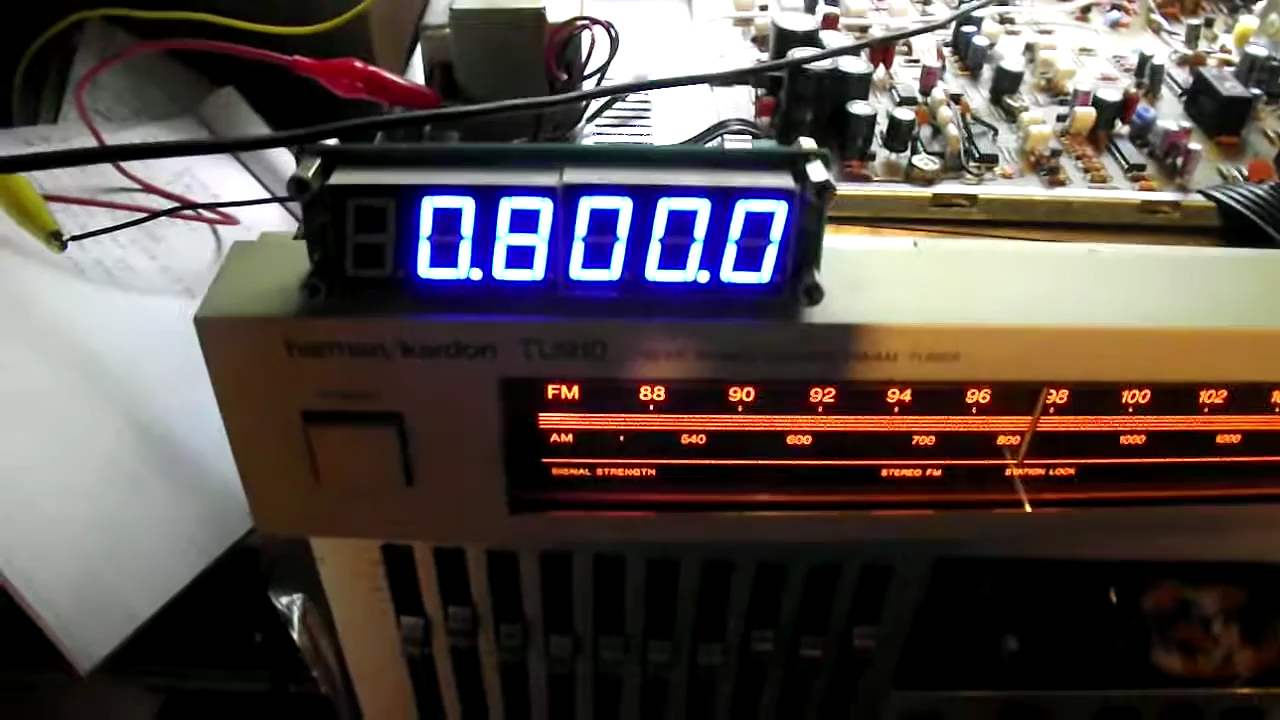 0.800.0
harman/kardon TU610
FM 88 90 92 94 96 98 100 102
AM 540 600 700 800 1000 1200
SIGNAL STRENGTH STEREO FM STATION LOCK